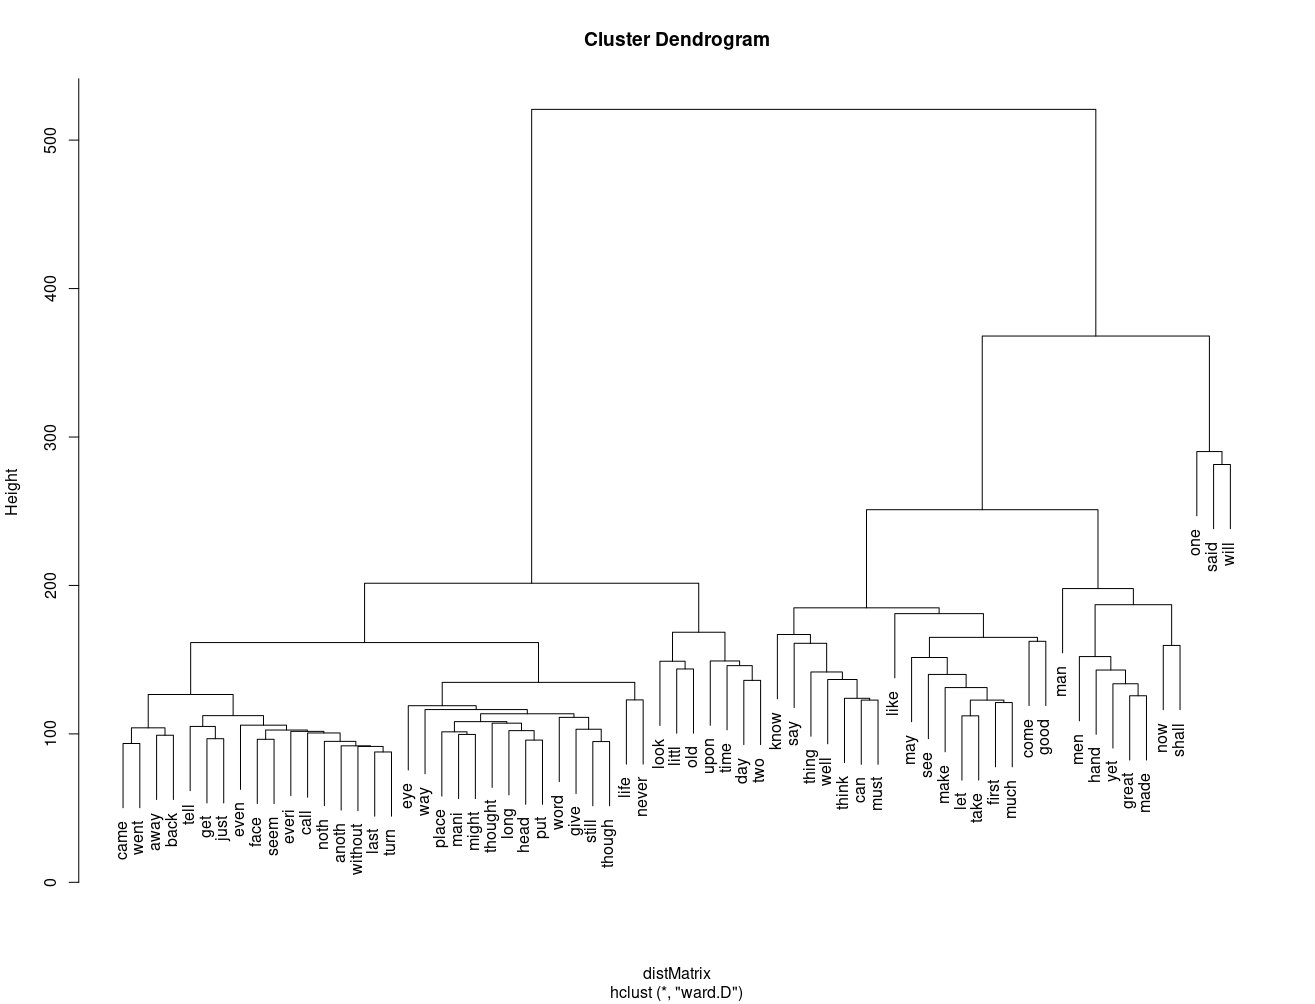 Cluster Dendrogram
Height
500
400
300
200
100
0
came
went
away
back
tell
get
just
even
face
seem
everi
call
noth
anoth
without
last
turn
eye
way
place
mani
might
thought
long
head
put
word
give
still
though
life
never
look
littl
old
upon
time
day
two
know
say
thing
well
think
can
must
like
may
see
make
let
take
first
much
come
good
man
men
hand
yet
great
made
now
shall
one
said
will
distMatrix
hclust (*, "ward.D")